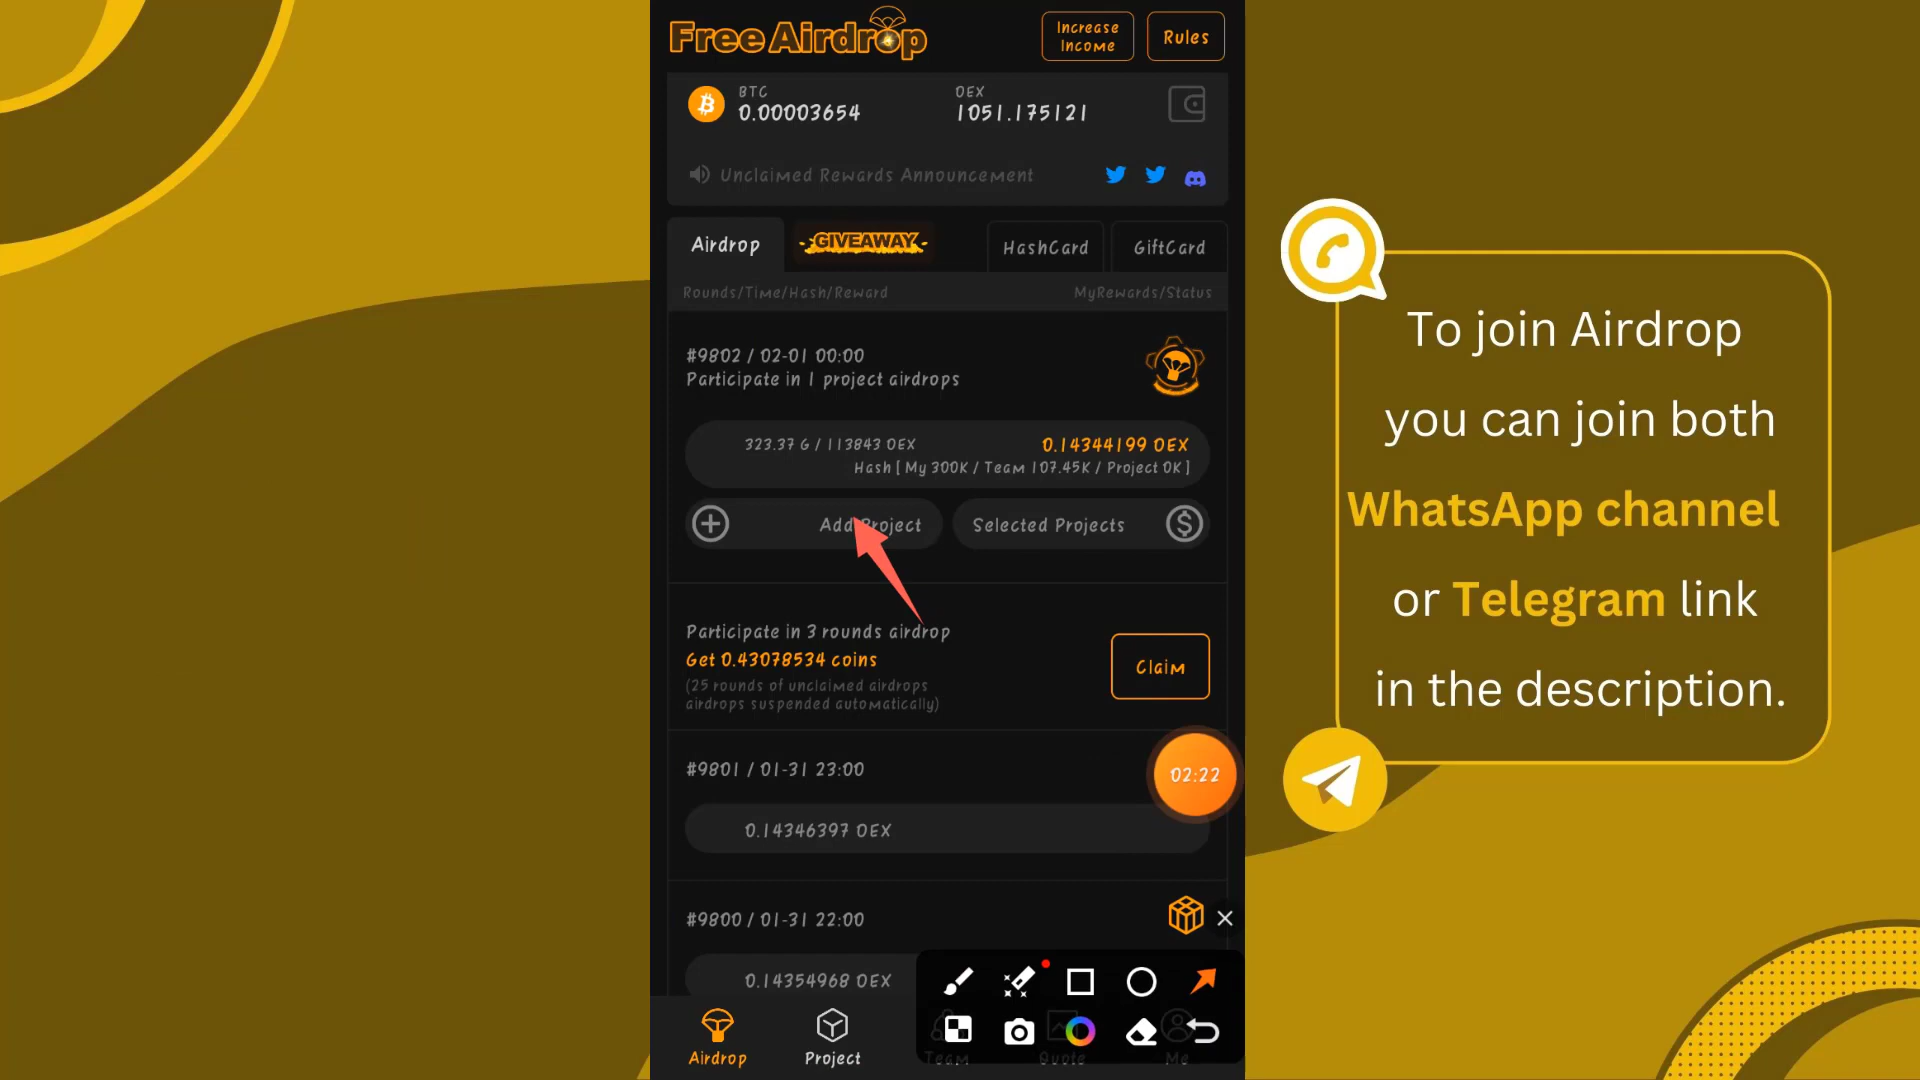 Free Airdrop
Increase
Income
Rules
BTC
0.00003654
OEX
1051.175121
Unclaimed Rewards Announcement
Airdrop
GIVEAWAY
HashCard
GiftCard
Rounds/Time/Hash/Reward
MyRewards/Status
#9802 / 02-01 00:00
Participate in 1 project airdrops
323.37 G / 113843 OEX
0.14344199 OEX
Hash [ My 300K / Team 107.45K / Project 0K ]
Add Project
Selected Projects
Participate in 3 rounds airdrop
Get 0.43078534 coins
(25 rounds of unclaimed airdrops
airdrops suspended automatically)
Claim
#9801 / 01-31 23:00
02:22
0.14346397 OEX
#9800 / 01-31 22:00
0.14354968 OEX
Airdrop
Project
Team
Quote
Me
To join Airdrop
you can join both
WhatsApp channel
or Telegram link
in the description.